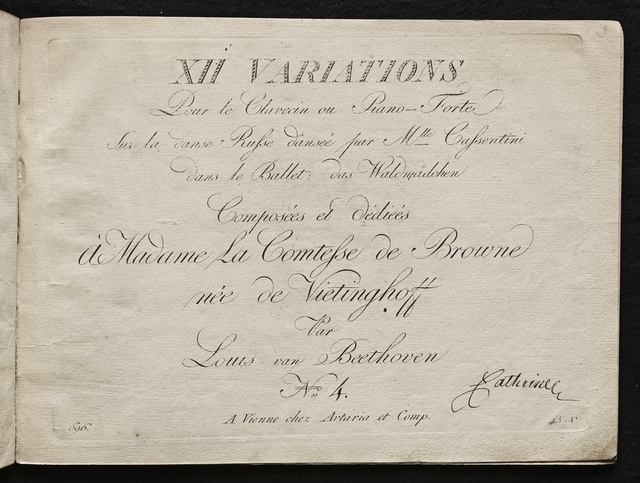 XII VARIATIONS
Pour le Clavecin ou Piano-Forte
Sur la danse Russe dansée par Mlle Cassentini
dans le Ballet: das Waldmädchen
Composées et dédiées
à Madame La Comtesse de Browne
née de Vietinghoff
Par
Louis van Beethoven
No 4.
A Vienne chez Artaria et Comp.
696.